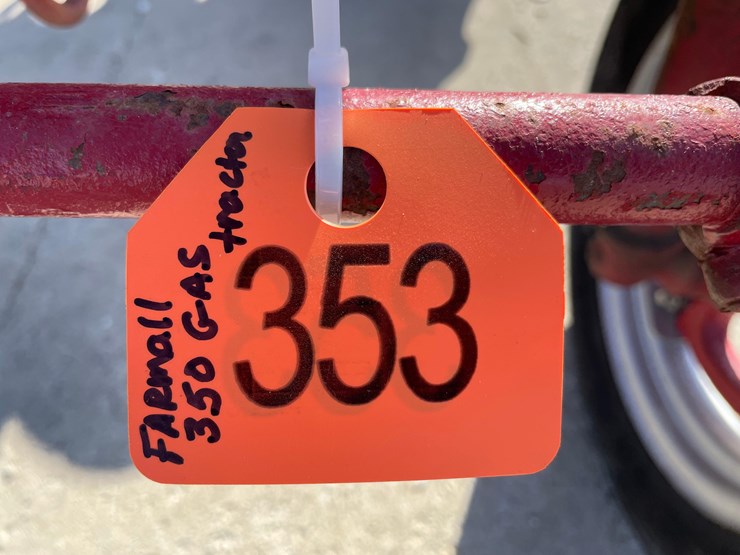 FARMall
350 GAS
tractor
353